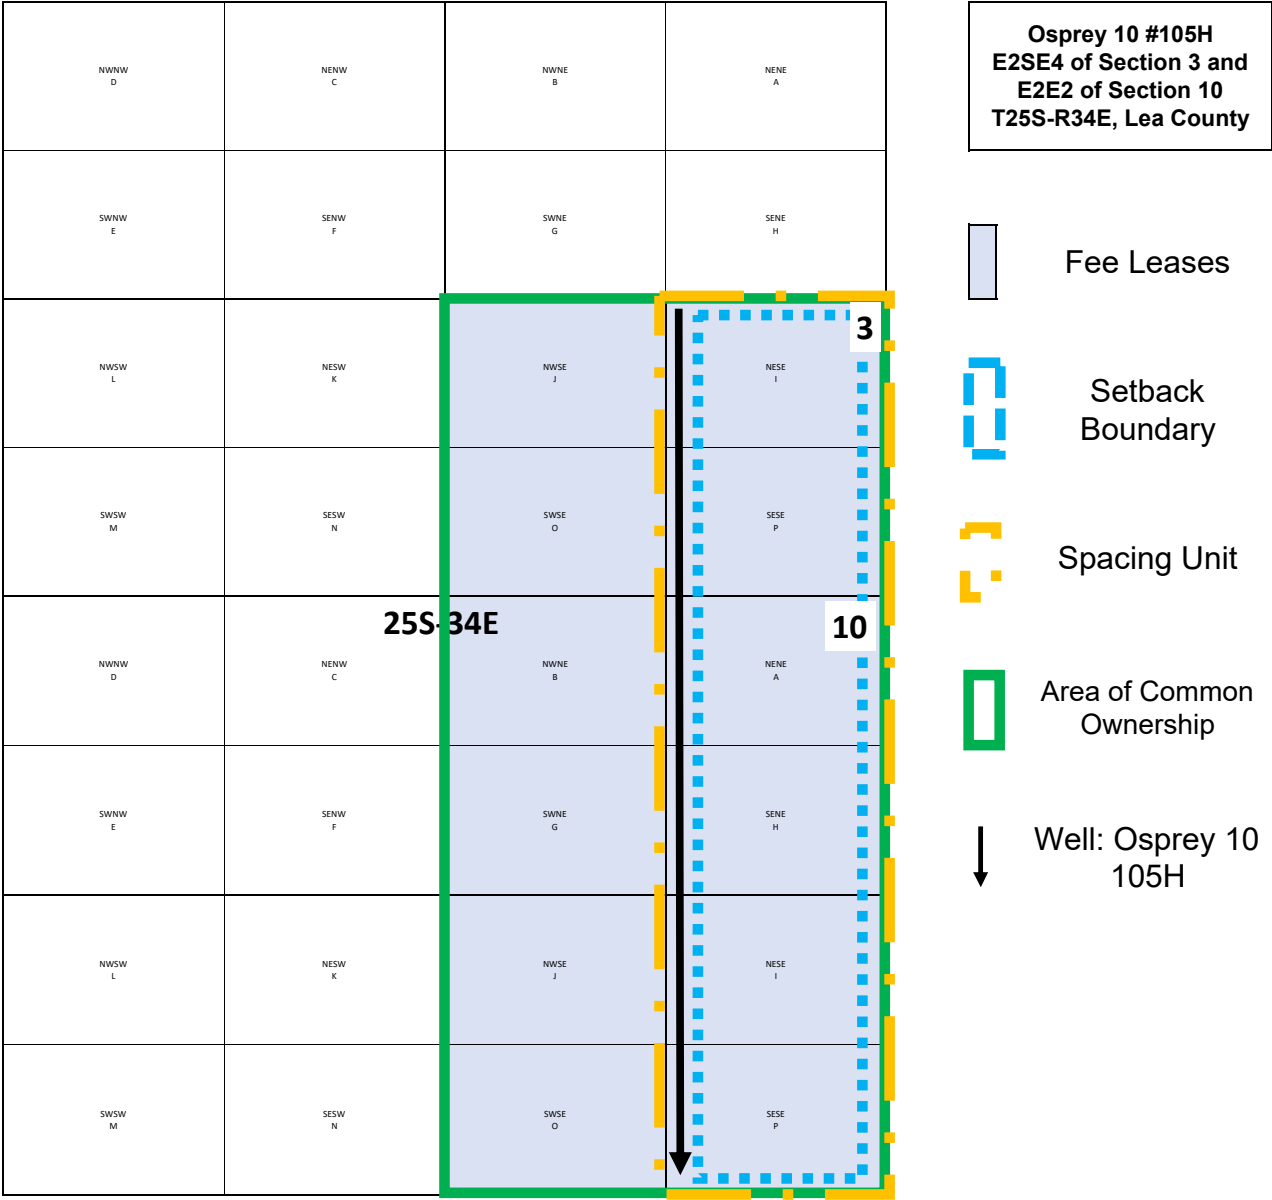 Osprey 10 #105H
E2SE4 of Section 3 and
E2E2 of Section 10
T25S-R34E, Lea County
NWNW
D
NENW
C
NWNE
B
NENE
A
SWNW
E
SENW
F
SWNE
G
SENE
H
Fee Leases
3
NWSW
L
NESW
K
NWSE
J
NESE
I
Setback
Boundary
SWSW
M
SESW
N
SWSE
O
SESE
P
Spacing Unit
25S-34E
10
NWNW
D
NENW
C
NWNE
B
NENE
A
Area of Common
Ownership
SWNW
E
SENW
F
SWNE
G
SENE
H
Well: Osprey 10
105H
NWSW
L
NESW
K
NWSE
J
NESE
I
SWSW
M
SESW
N
SWSE
O
SESE
P